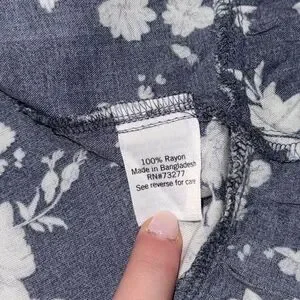 100% Rayon
Made in Bangladesh
RN#73277
See reverse for care